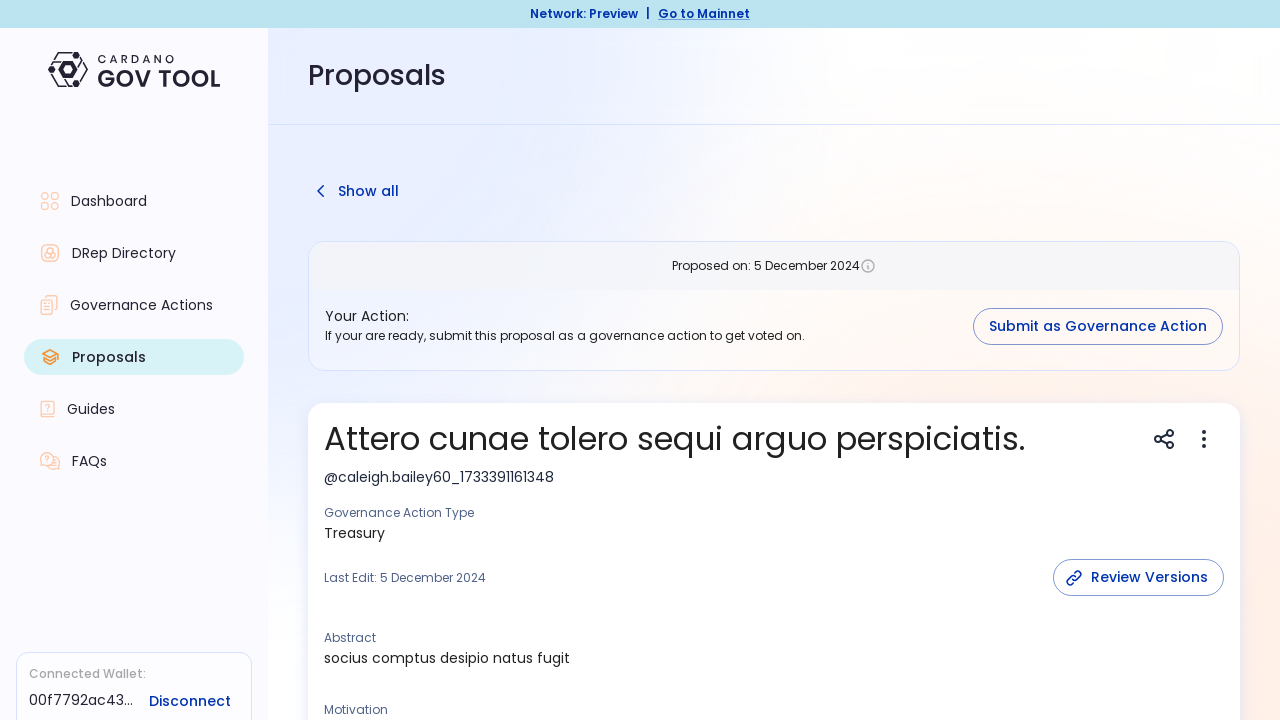 Network: Preview | Go to Mainnet
CARDANO
GOV TOOL
Proposals
Dashboard
DRep Directory
Governance Actions
Proposals
Guides
FAQs
Connected Wallet:
00f7792ac43...
Disconnect
Show all
Proposed on: 5 December 2024
Your Action:
If your are ready, submit this proposal as a governance action to get voted on.
Submit as Governance Action
Attero cunae tolero sequi arguo perspiciatis.
@caleigh.bailey60_1733391161348
Governance Action Type
Treasury
Last Edit: 5 December 2024
Review Versions
Abstract
socius comptus desipio natus fugit
Motivation